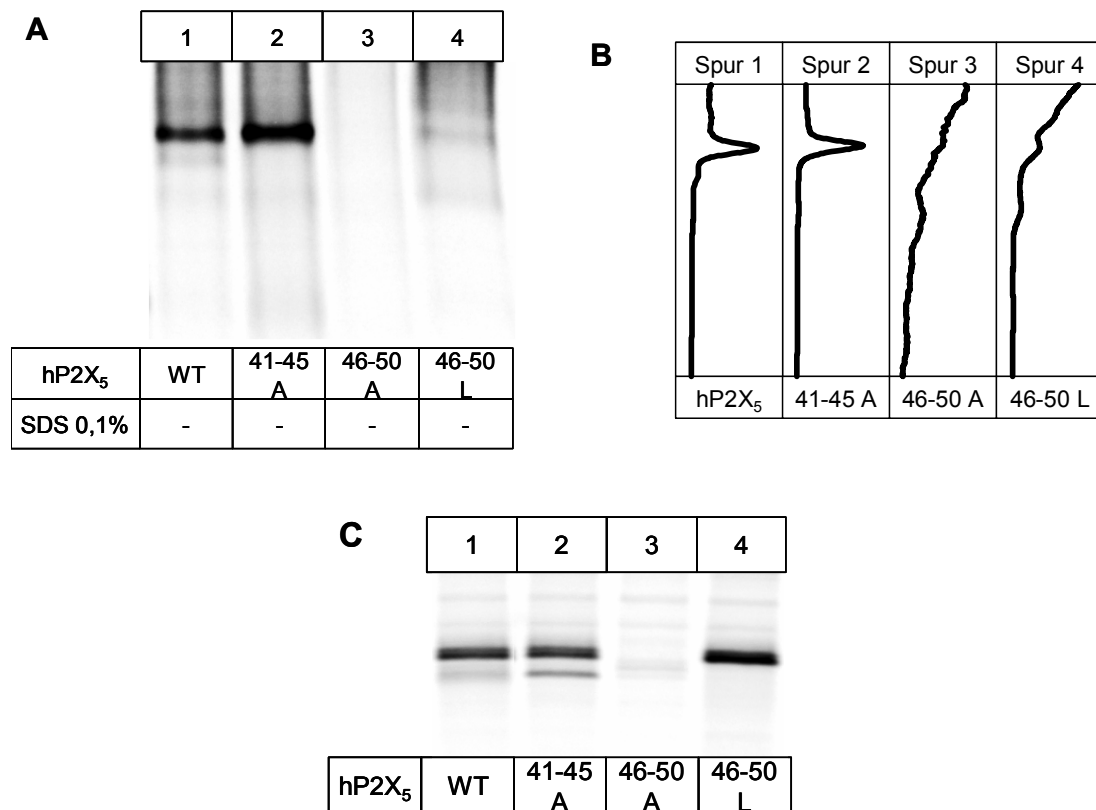 A
1 2 3 4
hP2X₅ WT 41-45 A 46-50 A 46-50 L
SDS 0,1% - - - -
B
Spur 1 Spur 2 Spur 3 Spur 4
hP2X₅ 41-45 A 46-50 A 46-50 L
C
1 2 3 4
hP2X₅ WT 41-45 A 46-50 A 46-50 L